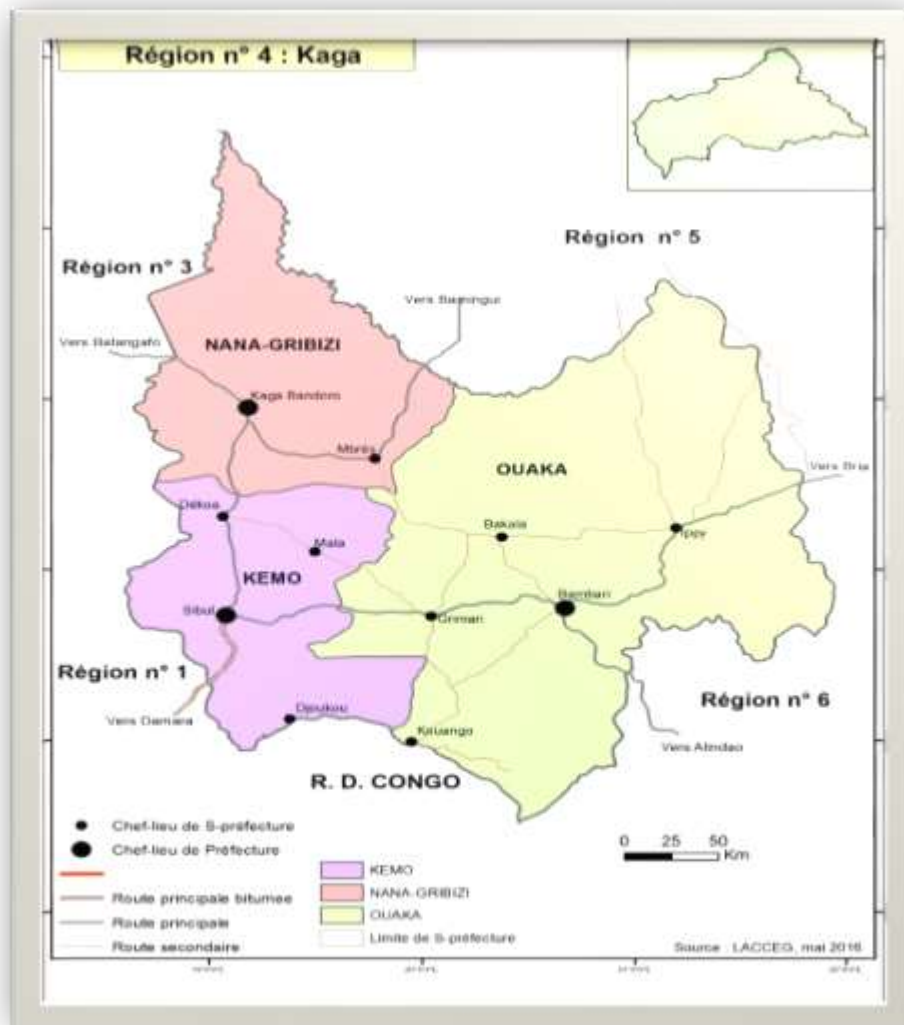 Région n° 4 : Kaga
Région n° 5
Région n° 3
Vers Bamingui
Vers Batangafo
NANA-GRIBIZI
Kaga Bandoro
Mbrés
OUAKA
Vers Bria
Dékoa
Bakala
Ippy
Mala
KEMO
Bambari
Sibut
Grimari
Région n° 1
Région n° 6
Vers Damara
Djoukou
Kouango
Vers Alindao
R. D. CONGO
Chef-lieu de S-préfecture
Chef-lieu de Préfecture
0 25 50
Km
KEMO
NANA-GRIBIZI
OUAKA
Limite de S-préfecture
Route principale bitumee
Route principale
Route secondaire
Source : LACCEG, mai 2016